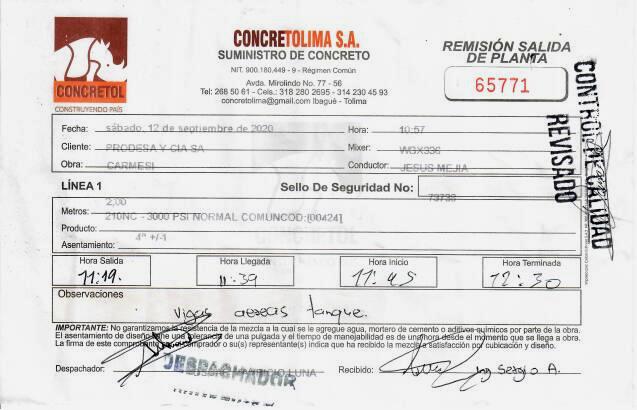 CONCRETOL
CONSTRUYENDO PAÍS
CONCRETOLIMA S.A.
SUMINISTRO DE CONCRETO
NIT. 900.180.449 - 9 - Régimen Común
Avda. Mirolindo No. 77 - 56
Tel: 268 50 61 - Cels.: 318 280 2695 - 314 230 45 93
concretolima@gmail.com Ibagué - Tolima
REMISIÓN SALIDA
DE PLANTA
65771
CONTROL DE CALIDAD
REVISADO
Fecha: sábado, 12 de septiembre de 2020 Hora: 10:57
Cliente: PRODESA Y CIA SA Mixer: WGX336
Obra: CARMESI Conductor: JESUS MEJIA
LÍNEA 1 Sello De Seguridad No: 73738
Metros: 2,00
Producto: 210NC - 3000 PSI NORMAL COMUNCOD:[00424]
Asentamiento: 4" +/-1
Hora Salida Hora Llegada Hora Inicio Hora Terminada
11:19. 11:39 11:45 12:30
Observaciones
vigas aereas tanque.
IMPORTANTE: No garantizamos la resistencia de la mezcla a la cual se le agregue agua, mortero de cemento o aditivos químicos por parte de la obra.
El asentamiento de diseño tiene una tolerancia de una pulgada y el tiempo de manejabilidad es de una hora desde el momento que se llega a obra.
La firma de este comprobante por el comprador o su(s) representante(s) indica que ha recibido la mezcla a satisfacción por cubicación y diseño.
Despachador: DESPACHADOR LUNA Recibido: Ing Sergio A.